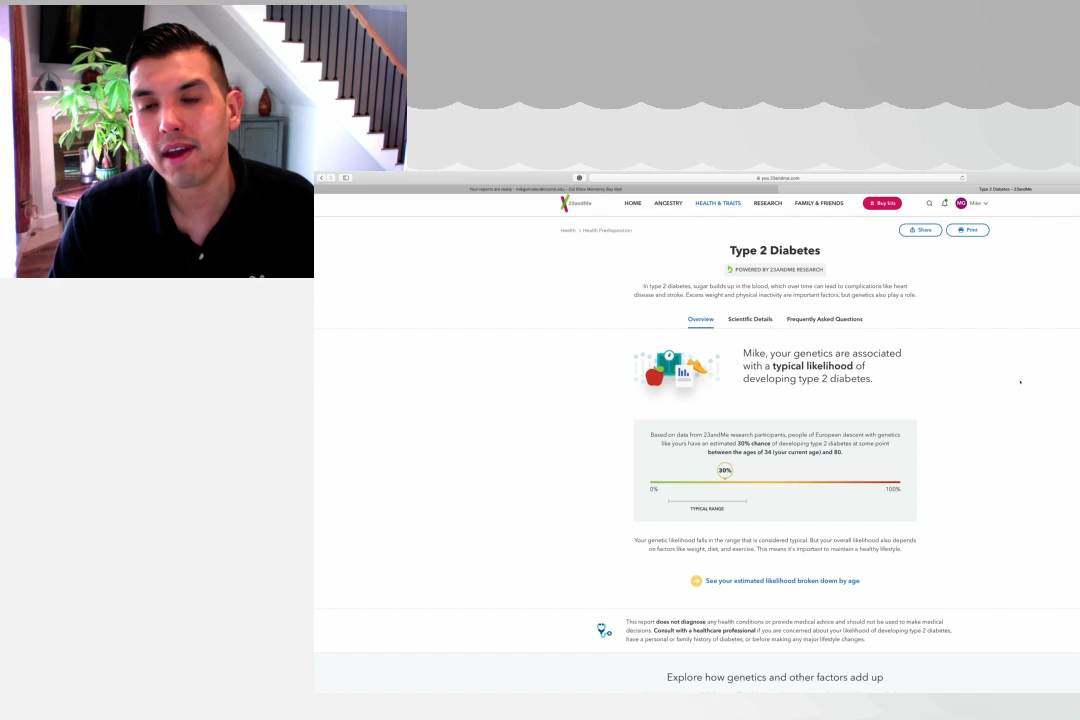 you.23andme.com
Type 2 Diabetes – 23andMe
23andMe
HOME
ANCESTRY
HEALTH & TRAITS
RESEARCH
FAMILY & FRIENDS
Buy kits
MG
Mike
Health > Health Predisposition
Share
Print
Type 2 Diabetes
POWERED BY 23ANDME RESEARCH
In type 2 diabetes, sugar builds up in the blood, which over time can lead to complications like heart
disease and stroke. Excess weight and physical inactivity are important factors, but genetics also play a role.
Overview
Scientific Details
Frequently Asked Questions
Mike, your genetics are associated
with a typical likelihood of
developing type 2 diabetes.
Based on data from 23andMe research participants, people of European descent with genetics
like yours have an estimated 30% chance of developing type 2 diabetes at some point
between the ages of 34 (your current age) and 80.
30%
0%
100%
TYPICAL RANGE
Your genetic likelihood falls in the range that is considered typical. But your overall likelihood also depends
on factors like weight, diet, and exercise. This means it's important to maintain a healthy lifestyle.
See your estimated likelihood broken down by age
This report does not diagnose any health conditions or provide medical advice and should not be used to make medical
decisions. Consult with a healthcare professional if you are concerned about your likelihood of developing type 2 diabetes,
have a personal or family history of diabetes, or before making any major lifestyle changes.
Explore how genetics and other factors add up